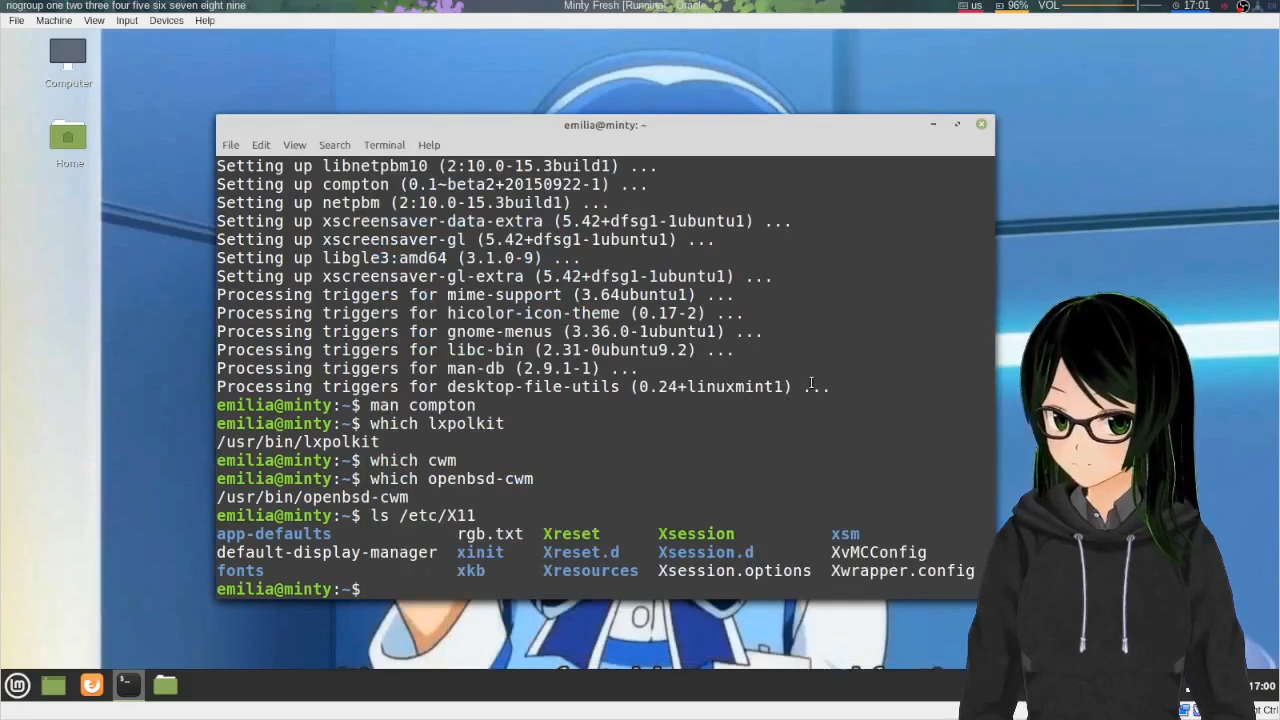 nogroup one two three four five six seven eight nine
Minty Fresh [Running] - Oracle
us 96% VOL 17:01
File Machine View Input Devices Help
Computer
Home
emilia@minty: ~
File Edit View Search Terminal Help
Setting up libnetpbm10 (2:10.0-15.3build1) ...
Setting up compton (0.1~beta2+20150922-1) ...
Setting up netpbm (2:10.0-15.3build1) ...
Setting up xscreensaver-data-extra (5.42+dfsg1-1ubuntu1) ...
Setting up xscreensaver-gl (5.42+dfsg1-1ubuntu1) ...
Setting up libgle3:amd64 (3.1.0-9) ...
Setting up xscreensaver-gl-extra (5.42+dfsg1-1ubuntu1) ...
Processing triggers for mime-support (3.64ubuntu1) ...
Processing triggers for hicolor-icon-theme (0.17-2) ...
Processing triggers for gnome-menus (3.36.0-1ubuntu1) ...
Processing triggers for libc-bin (2.31-0ubuntu9.2) ...
Processing triggers for man-db (2.9.1-1) ...
Processing triggers for desktop-file-utils (0.24+linuxmint1) ...
emilia@minty:~$ man compton
emilia@minty:~$ which lxpolkit
/usr/bin/lxpolkit
emilia@minty:~$ which cwm
emilia@minty:~$ which openbsd-cwm
/usr/bin/openbsd-cwm
emilia@minty:~$ ls /etc/X11
app-defaults rgb.txt Xreset Xsession xsm
default-display-manager xinit Xreset.d Xsession.d XvMCConfig
fonts xkb Xresources Xsession.options Xwrapper.config
emilia@minty:~$
17:00
Ctrl